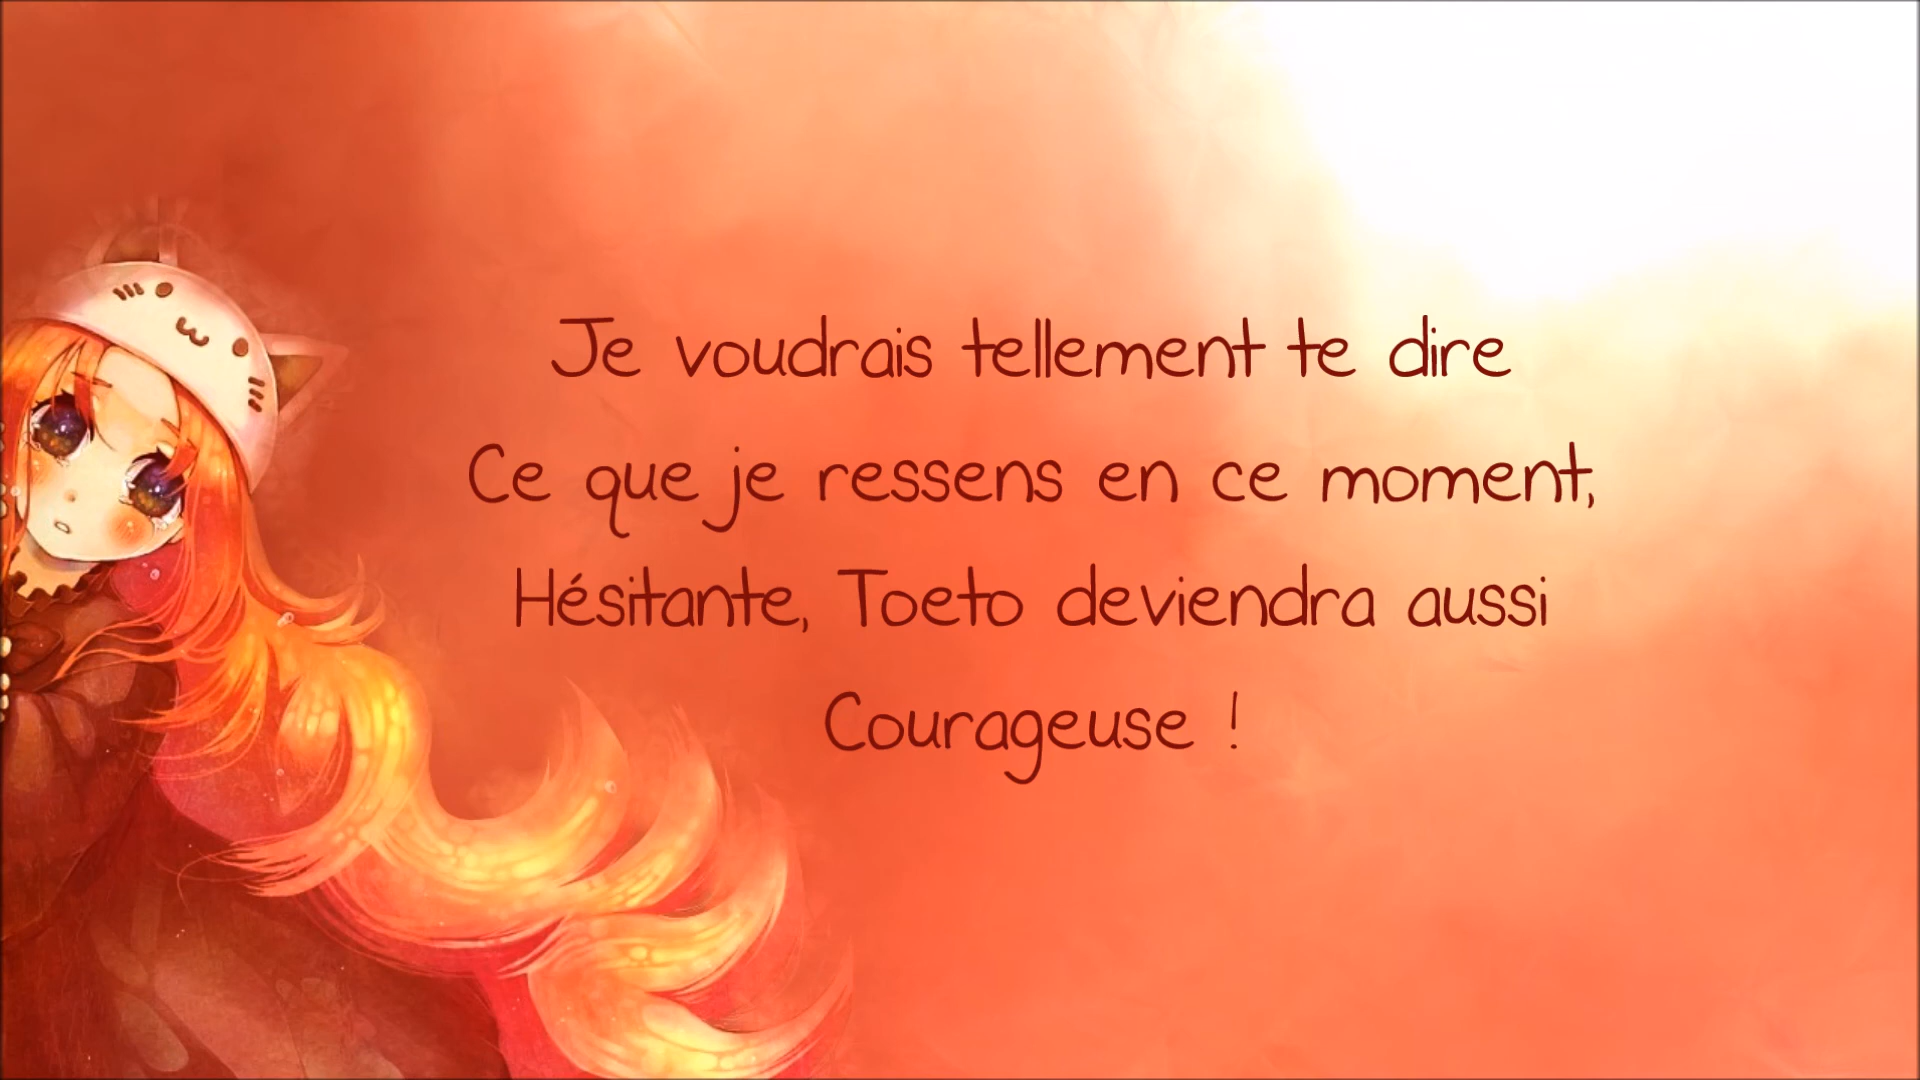 Je voudrais tellement te dire
Ce que je ressens en ce moment,
Hésitante, Toeto deviendra aussi
Courageuse !